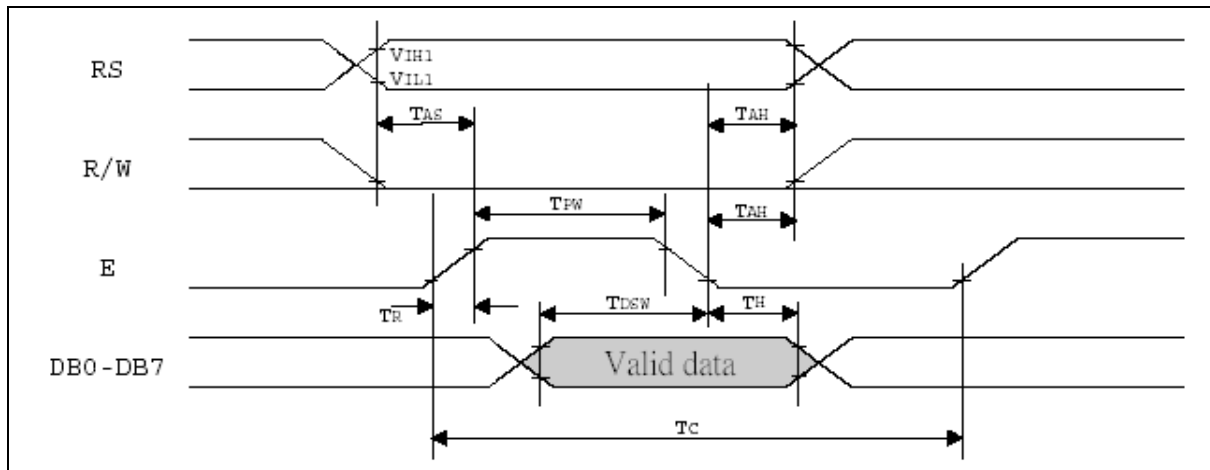 RS
VIH1
VIL1
TAS
TAH
R/W
TPW
TAH
E
TR
TDSW
TH
DB0-DB7
Valid data
TC